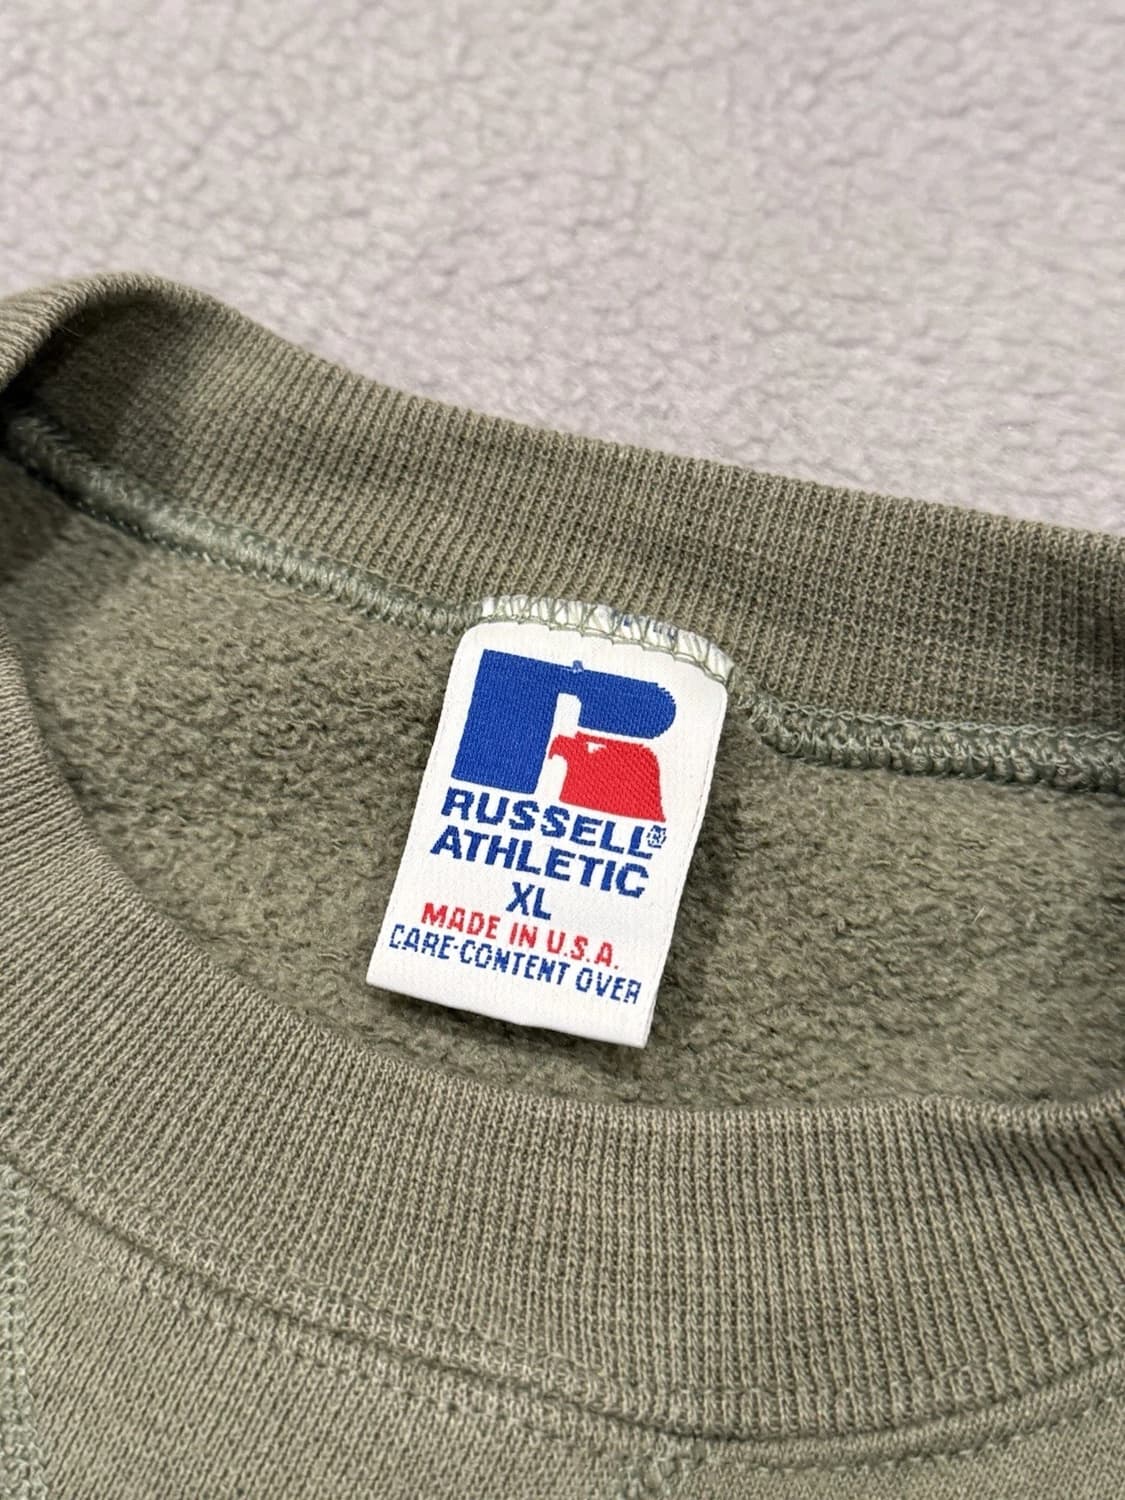 RUSSELL®
ATHLETIC
XL
MADE IN U.S.A.
CARE-CONTENT OVER